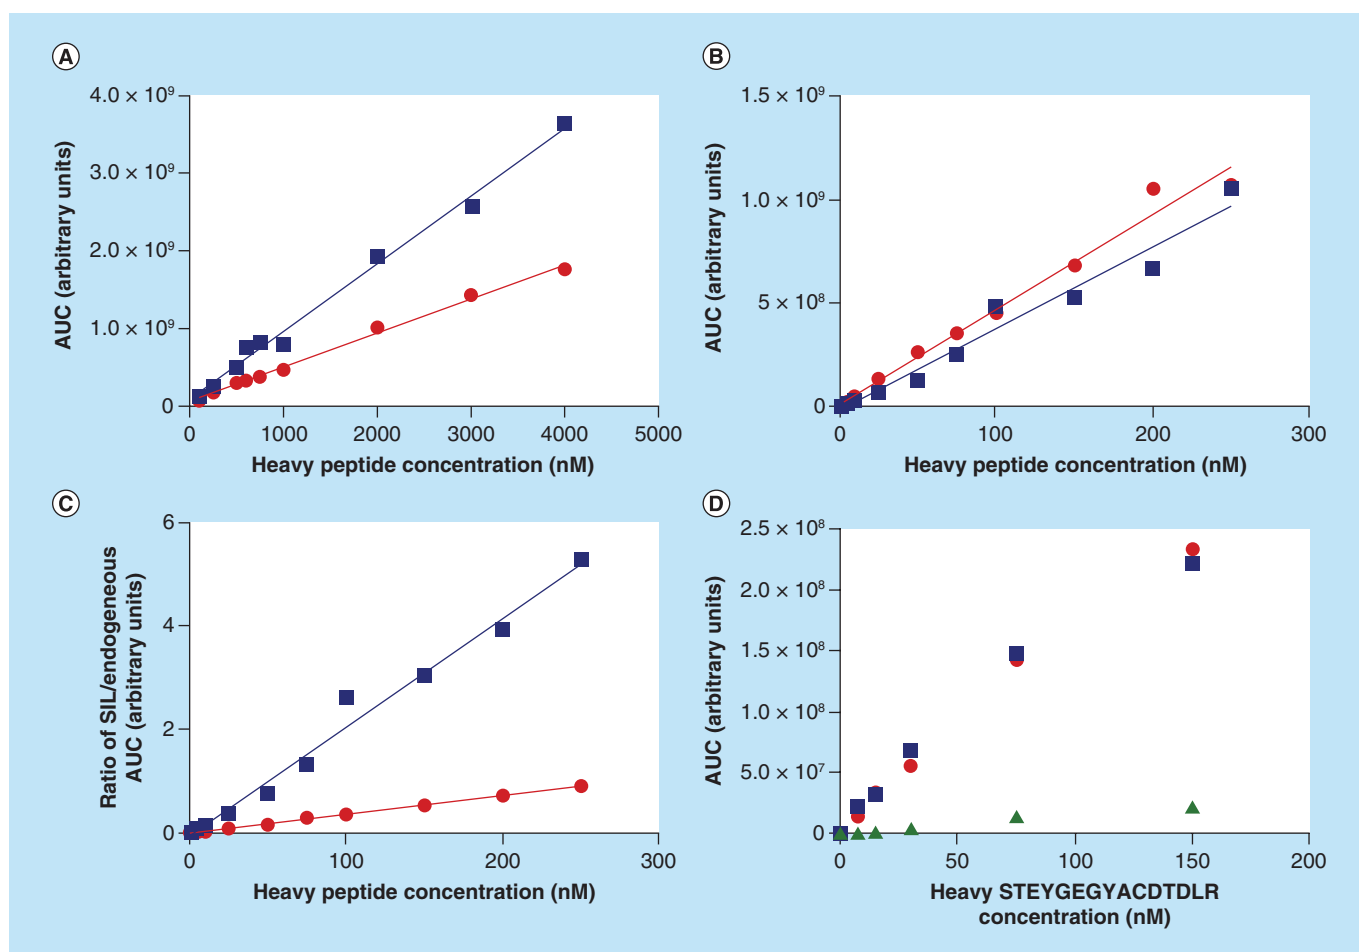 A
4.0 × 10⁹
3.0 × 10⁹
2.0 × 10⁹
1.0 × 10⁹
0
AUC (arbitrary units)
0 1000 2000 3000 4000 5000
Heavy peptide concentration (nM)
B
1.5 × 10⁹
1.0 × 10⁹
5 × 10⁸
0
AUC (arbitrary units)
0 100 200 300
Heavy peptide concentration (nM)
C
6
4
2
0
Ratio of SIL/endogeneous
AUC (arbitrary units)
0 100 200 300
Heavy peptide concentration (nM)
D
2.5 × 10⁸
2.0 × 10⁸
1.5 × 10⁸
1.0 × 10⁸
5.0 × 10⁷
0
AUC (arbitrary units)
0 50 100 150 200
Heavy STEYGEGYACDTDLR
concentration (nM)